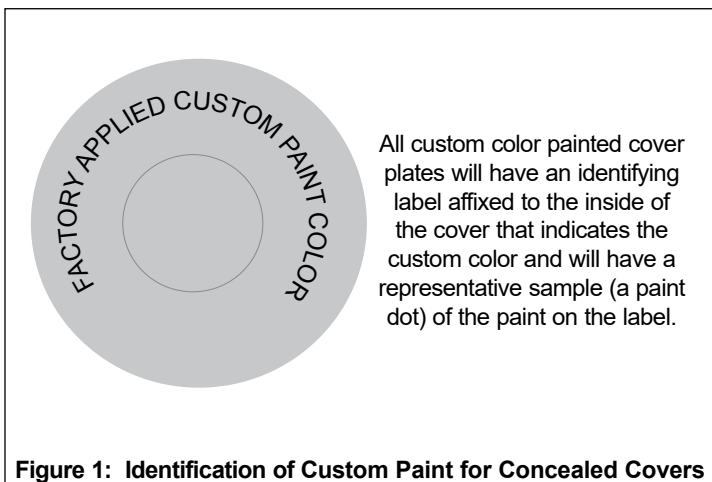 FACTORY APPLIED CUSTOM PAINT COLOR
All custom color painted cover
plates will have an identifying
label affixed to the inside of
the cover that indicates the
custom color and will have a
representative sample (a paint
dot) of the paint on the label.
Figure 1: Identification of Custom Paint for Concealed Covers